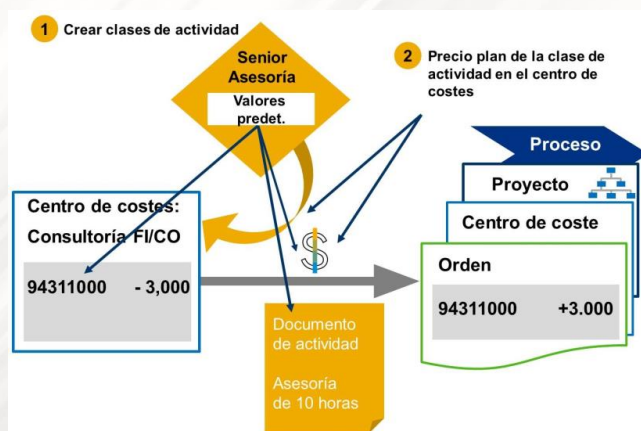 1 Crear clases de actividad
Senior
Asesoría
Valores
predet.
2 Precio plan de la clase de
actividad en el centro de
costes
Proceso
Proyecto
Centro de coste
Orden
94311000 +3.000
Centro de costes:
Consultoría FI/CO
94311000 - 3,000
$
Documento
de actividad
Asesoría
de 10 horas